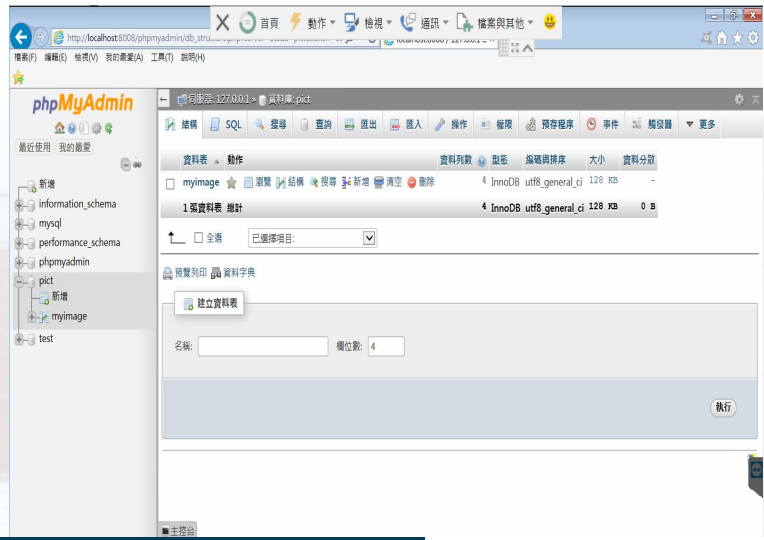 首頁 動作 檢視 通訊 檔案與其他
http://localhost:8008/phpmyadmin/db_stru
檔案(F) 編輯(E) 檢視(V) 我的最愛(A) 工具(T) 說明(H)
phpMyAdmin
最近使用 我的最愛
新增
information_schema
mysql
performance_schema
phpmyadmin
pict
新增
myimage
test
伺服器: 127.0.0.1 » 資料庫: pict
結構 SQL 搜尋 查詢 匯出 匯入 操作 權限 預存程序 事件 觸發器 更多
資料表 動作 資料列數 型態 編碼與排序 大小 資料分散
myimage 瀏覽 結構 搜尋 新增 清空 刪除 4 InnoDB utf8_general_ci 128 KB -
1 張資料表 總計 4 InnoDB utf8_general_ci 128 KB 0 B
全選 已選擇項目:
預覽列印 資料字典
建立資料表
名稱: 欄位數: 4
執行
主控台